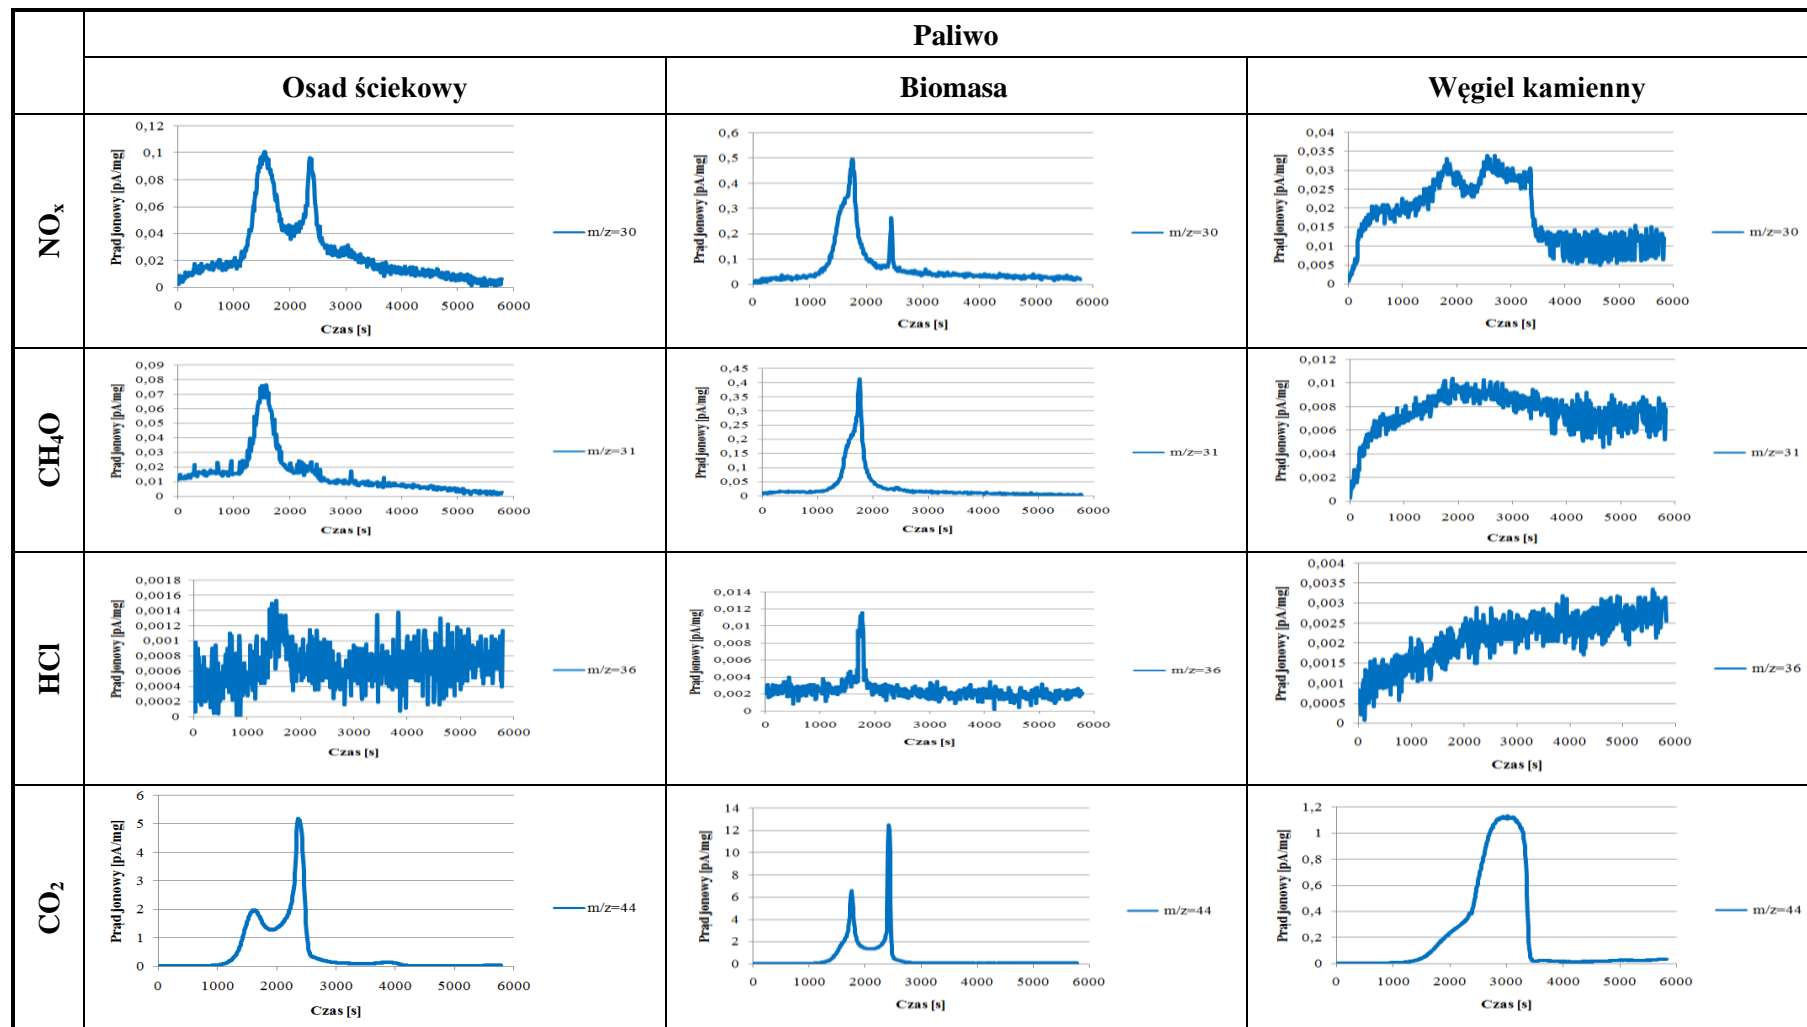 Paliwo
Osad ściekowy
Biomasa
Węgiel kamienny
NOx
Prąd jonowy [pA/mg]
0,12
0,1
0,08
0,06
0,04
0,02
0
0 1000 2000 3000 4000 5000 6000
Czas [s]
m/z=30
Prąd jonowy [pA/mg]
0,6
0,5
0,4
0,3
0,2
0,1
0
0 1000 2000 3000 4000 5000 6000
Czas [s]
m/z=30
Prąd jonowy [pA/mg]
0,04
0,035
0,03
0,025
0,02
0,015
0,01
0,005
0
0 1000 2000 3000 4000 5000 6000
Czas [s]
m/z=30
CH₄O
Prąd jonowy [pA/mg]
0,09
0,08
0,07
0,06
0,05
0,04
0,03
0,02
0,01
0
0 1000 2000 3000 4000 5000 6000
Czas [s]
m/z=31
Prąd jonowy [pA/mg]
0,45
0,4
0,35
0,3
0,25
0,2
0,15
0,1
0,05
0
0 1000 2000 3000 4000 5000 6000
Czas [s]
m/z=31
Prąd jonowy [pA/mg]
0,012
0,01
0,008
0,006
0,004
0,002
0
0 1000 2000 3000 4000 5000 6000
Czas [s]
m/z=31
HCl
Prąd jonowy [pA/mg]
0,0018
0,0016
0,0014
0,0012
0,001
0,0008
0,0006
0,0004
0,0002
0
0 1000 2000 3000 4000 5000 6000
Czas [s]
m/z=36
Prąd jonowy [pA/mg]
0,014
0,012
0,01
0,008
0,006
0,004
0,002
0
0 1000 2000 3000 4000 5000 6000
Czas [s]
m/z=36
Prąd jonowy [pA/mg]
0,004
0,0035
0,003
0,0025
0,002
0,0015
0,001
0,0005
0
0 1000 2000 3000 4000 5000 6000
Czas [s]
m/z=36
CO₂
Prąd jonowy [pA/mg]
6
5
4
3
2
1
0
0 1000 2000 3000 4000 5000 6000
Czas [s]
m/z=44
Prąd jonowy [pA/mg]
14
12
10
8
6
4
2
0
0 1000 2000 3000 4000 5000 6000
Czas [s]
m/z=44
Prąd jonowy [pA/mg]
1,2
1
0,8
0,6
0,4
0,2
0
0 1000 2000 3000 4000 5000 6000
Czas [s]
m/z=44